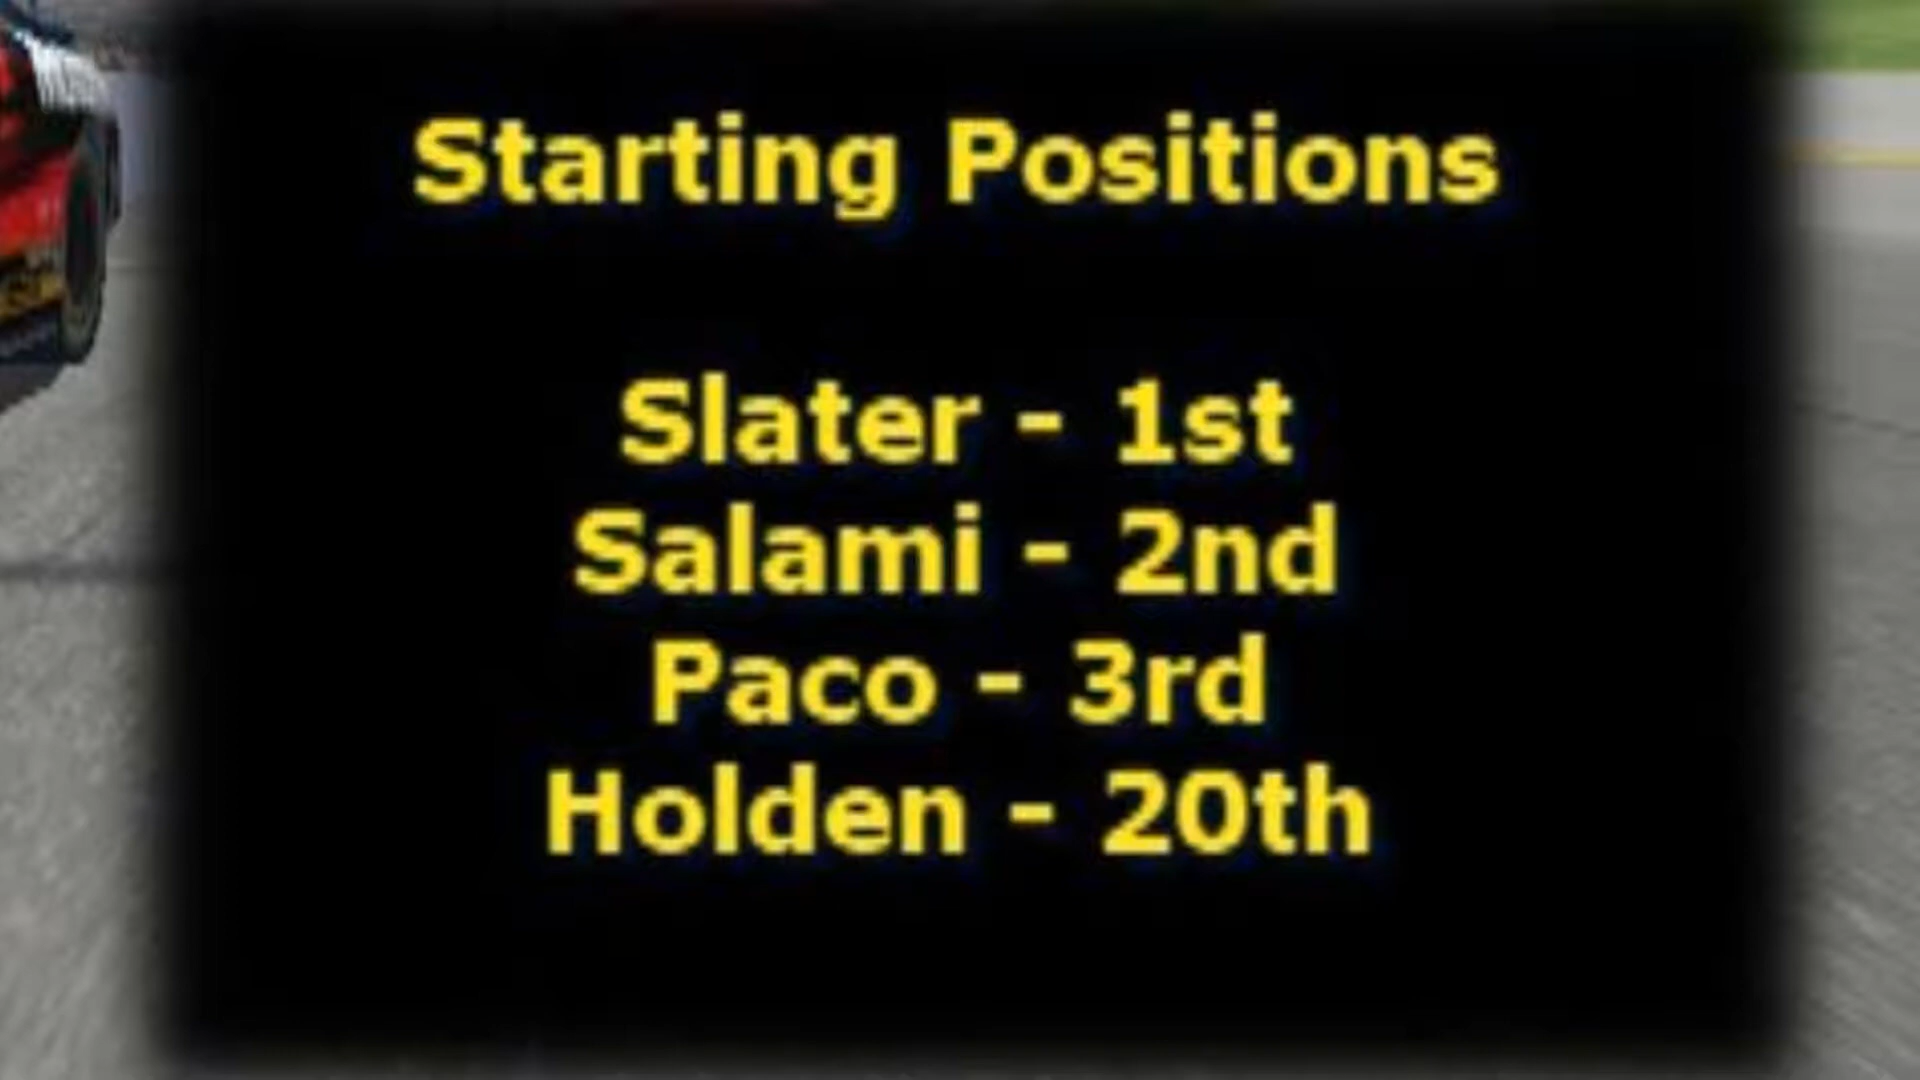 Starting Positions
Slater - 1st
Salami - 2nd
Paco - 3rd
Holden - 20th